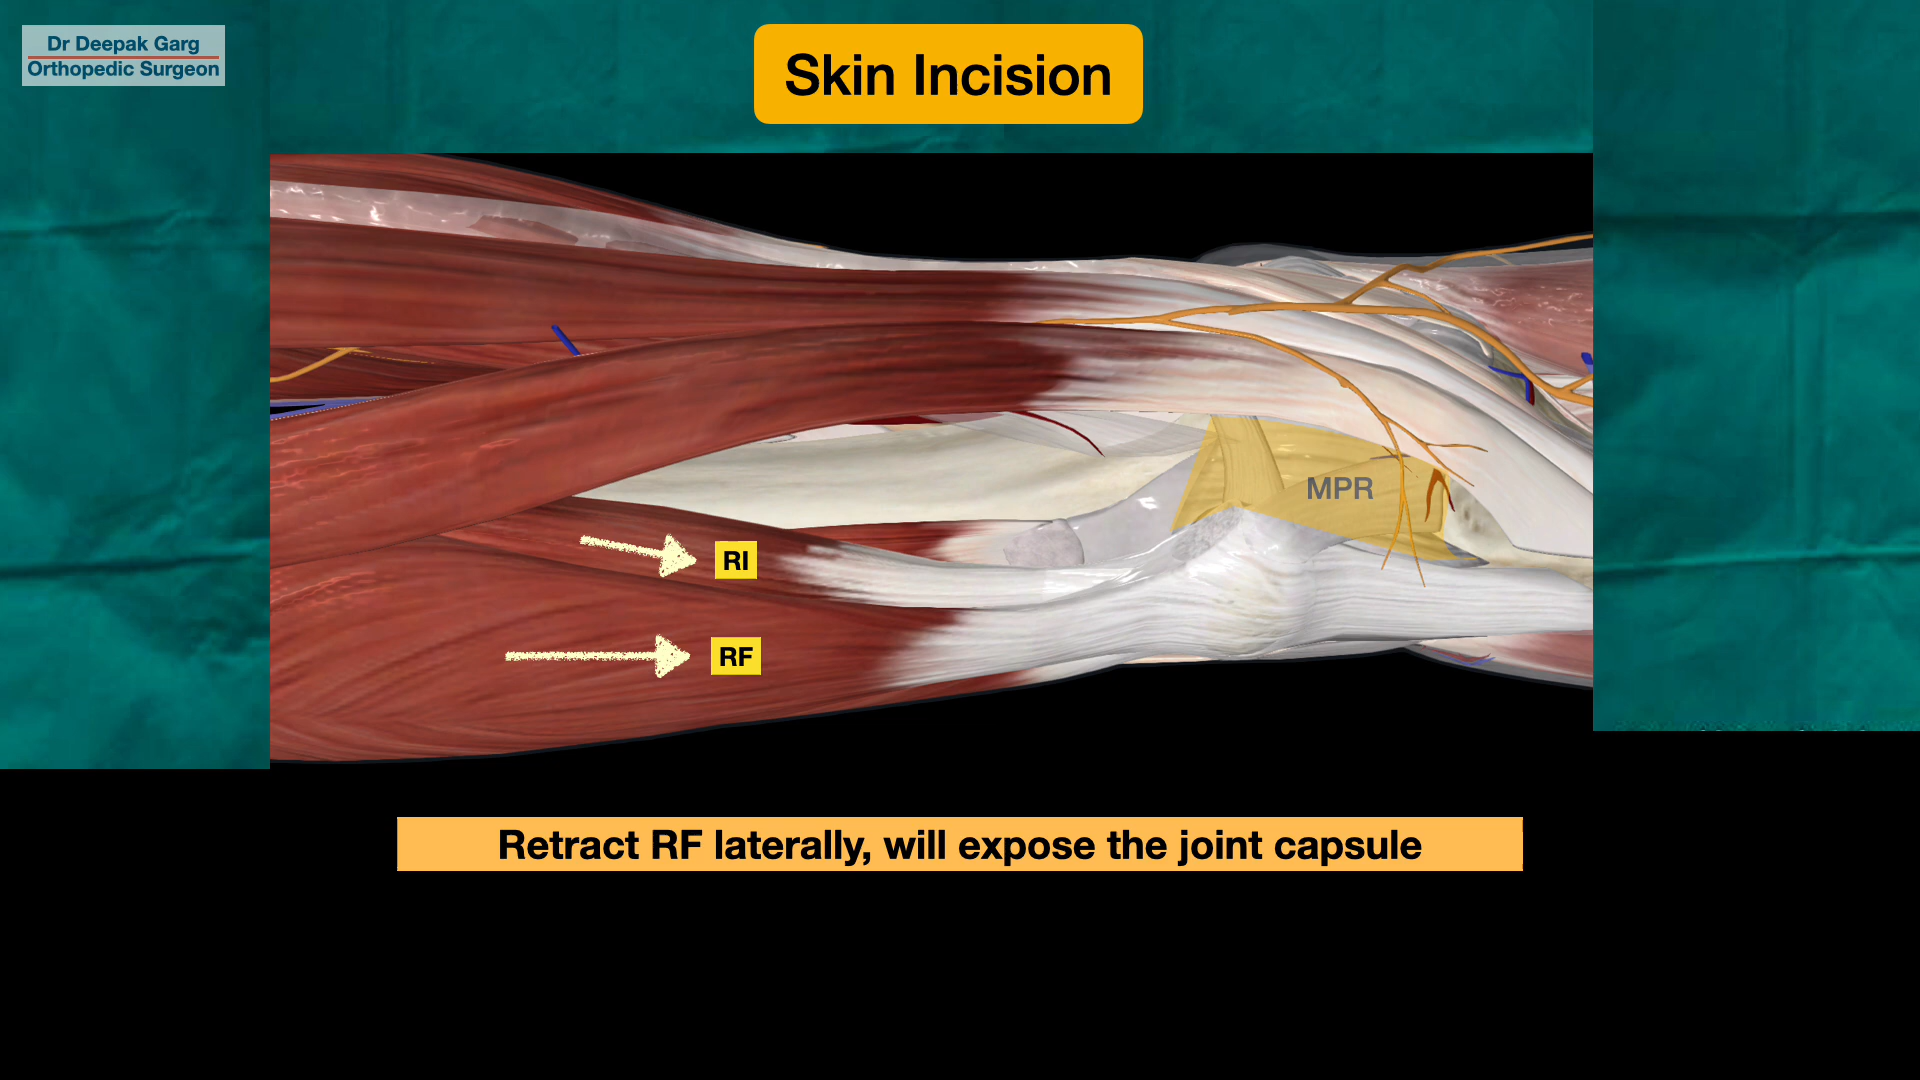 Dr Deepak Garg
Orthopedic Surgeon
Skin Incision
MPR
RI
RF
Retract RF laterally, will expose the joint capsule